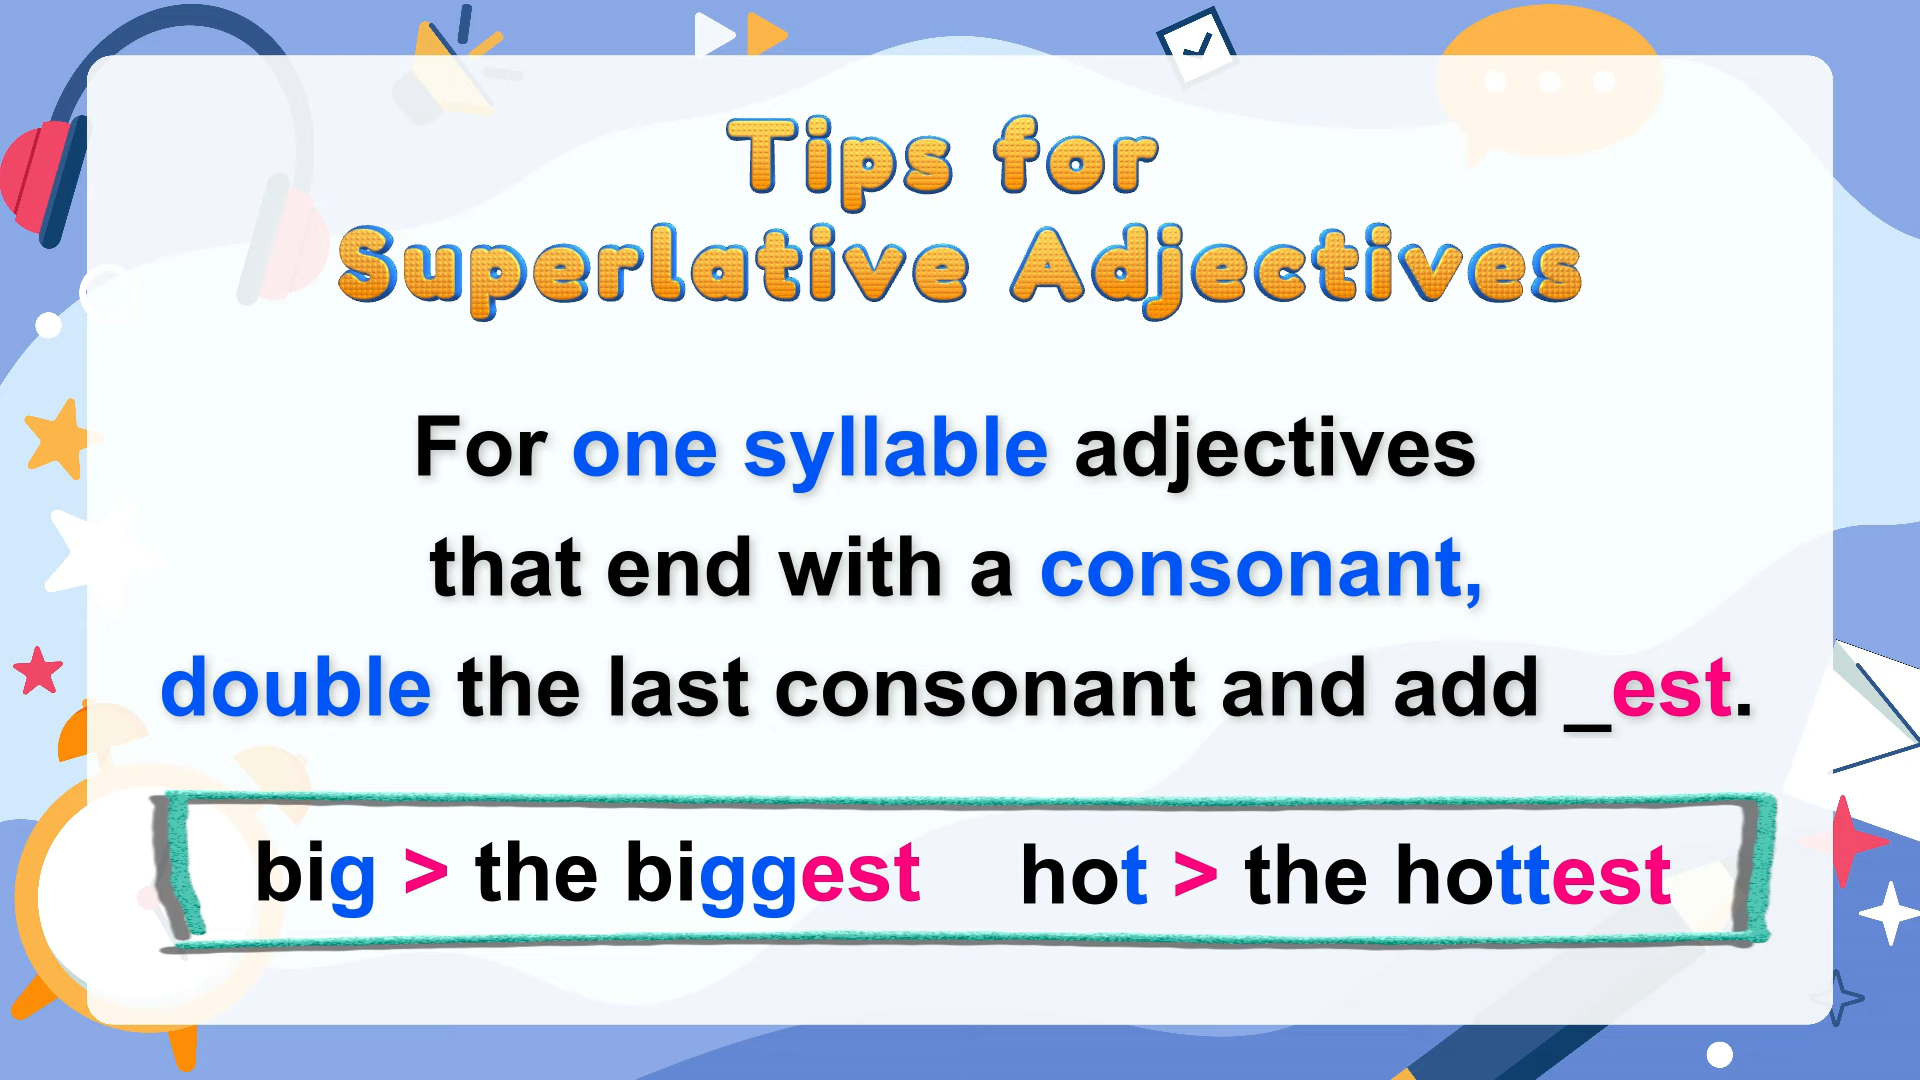 Tips for
Superlative Adjectives
For one syllable adjectives
that end with a consonant,
double the last consonant and add _est.
big > the biggest hot > the hottest